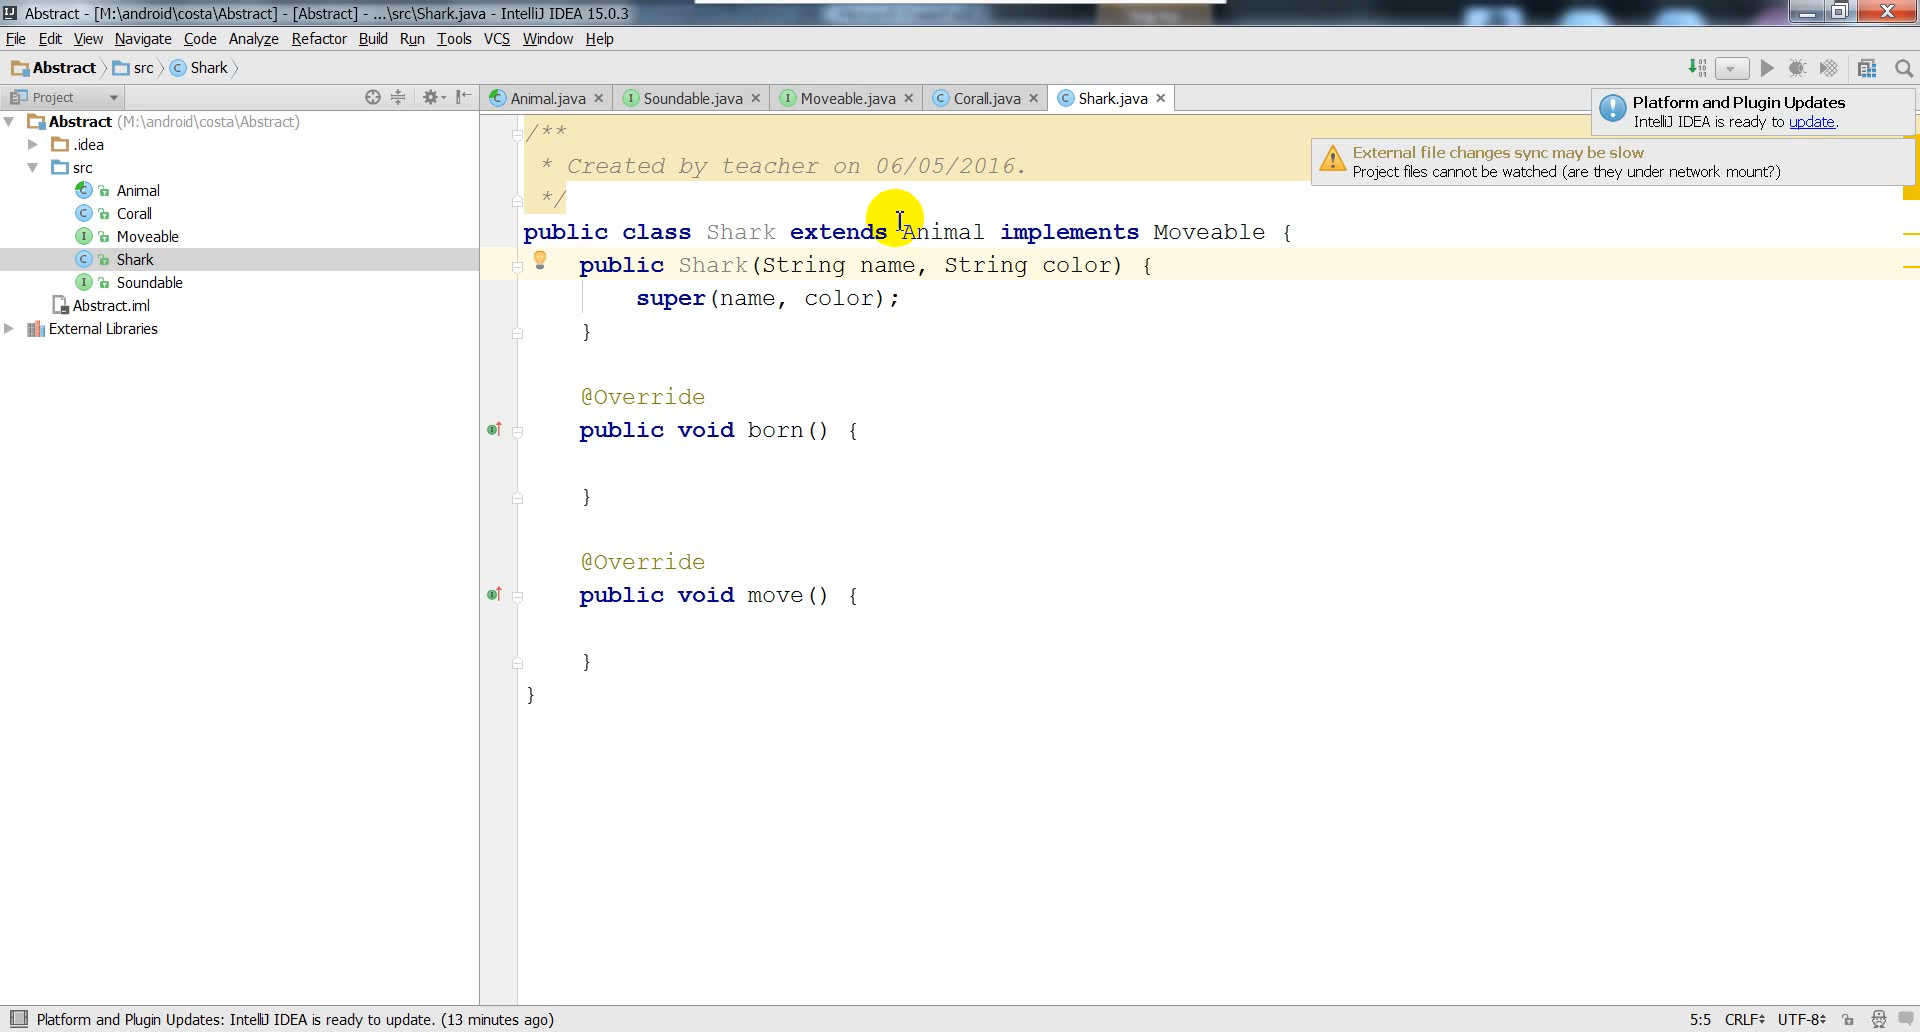 Abstract - [M:\android\costa\Abstract] - [Abstract] - ...\src\Shark.java - IntelliJ IDEA 15.0.3
File Edit View Navigate Code Analyze Refactor Build Run Tools VCS Window Help
Abstract src Shark
Project
Animal.java Soundable.java Moveable.java Corall.java Shark.java
Abstract (M:\android\costa\Abstract)
.idea
src
Animal
Corall
Moveable
Shark
Soundable
Abstract.iml
External Libraries
/**
* Created by teacher on 06/05/2016.
*/
public class Shark extends Animal implements Moveable {
public Shark(String name, String color) {
super(name, color);
}
@Override
public void born() {
}
@Override
public void move() {
}
}
Platform and Plugin Updates
IntelliJ IDEA is ready to update.
External file changes sync may be slow
Project files cannot be watched (are they under network mount?)
Platform and Plugin Updates: IntelliJ IDEA is ready to update. (13 minutes ago)
5:5 CRLF UTF-8